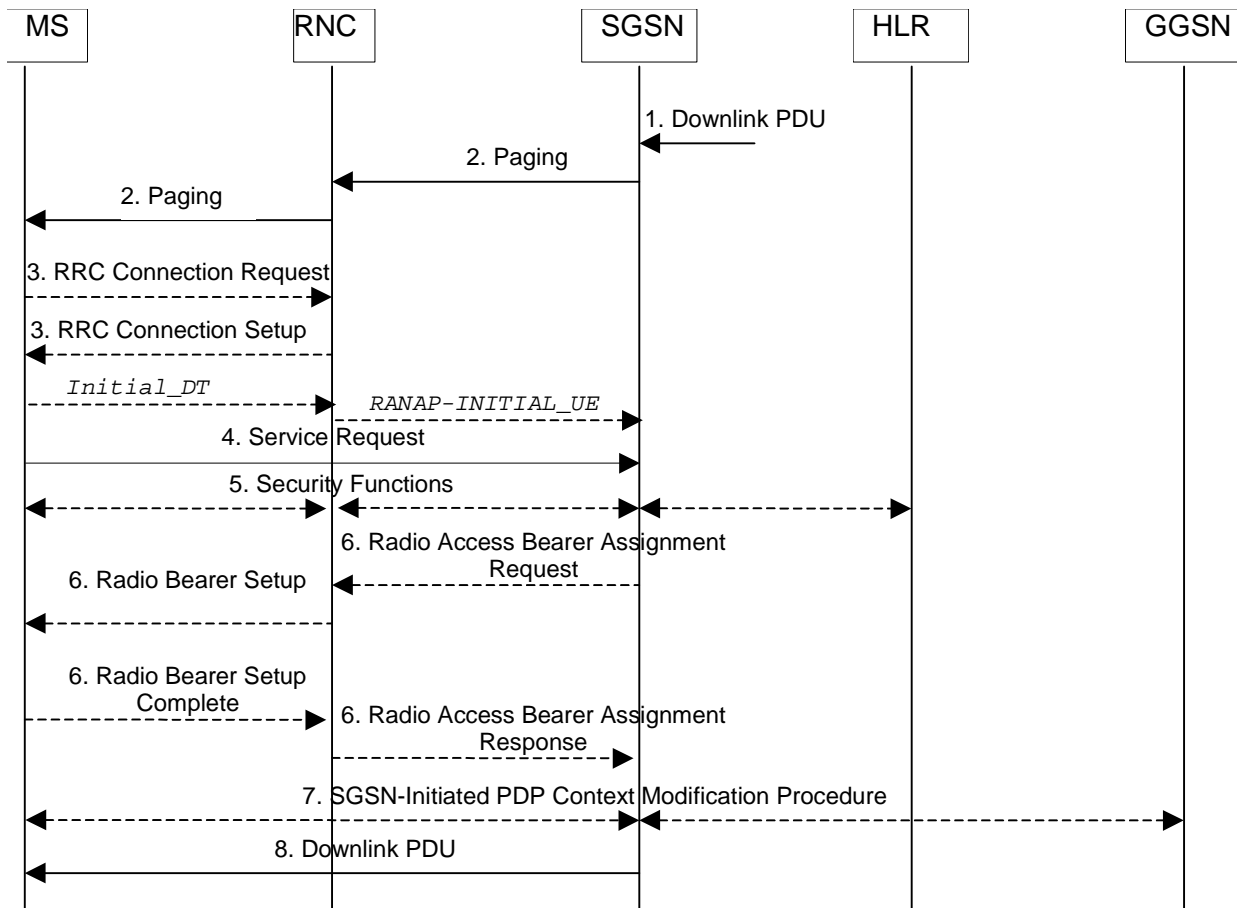 MS
RNC
SGSN
HLR
GGSN
1. Downlink PDU
2. Paging
2. Paging
3. RRC Connection Request
3. RRC Connection Setup
Initial_DT
RANAP-INITIAL_UE
4. Service Request
5. Security Functions
6. Radio Access Bearer Assignment
Request
6. Radio Bearer Setup
6. Radio Bearer Setup
Complete
6. Radio Access Bearer Assignment
Response
7. SGSN-Initiated PDP Context Modification Procedure
8. Downlink PDU